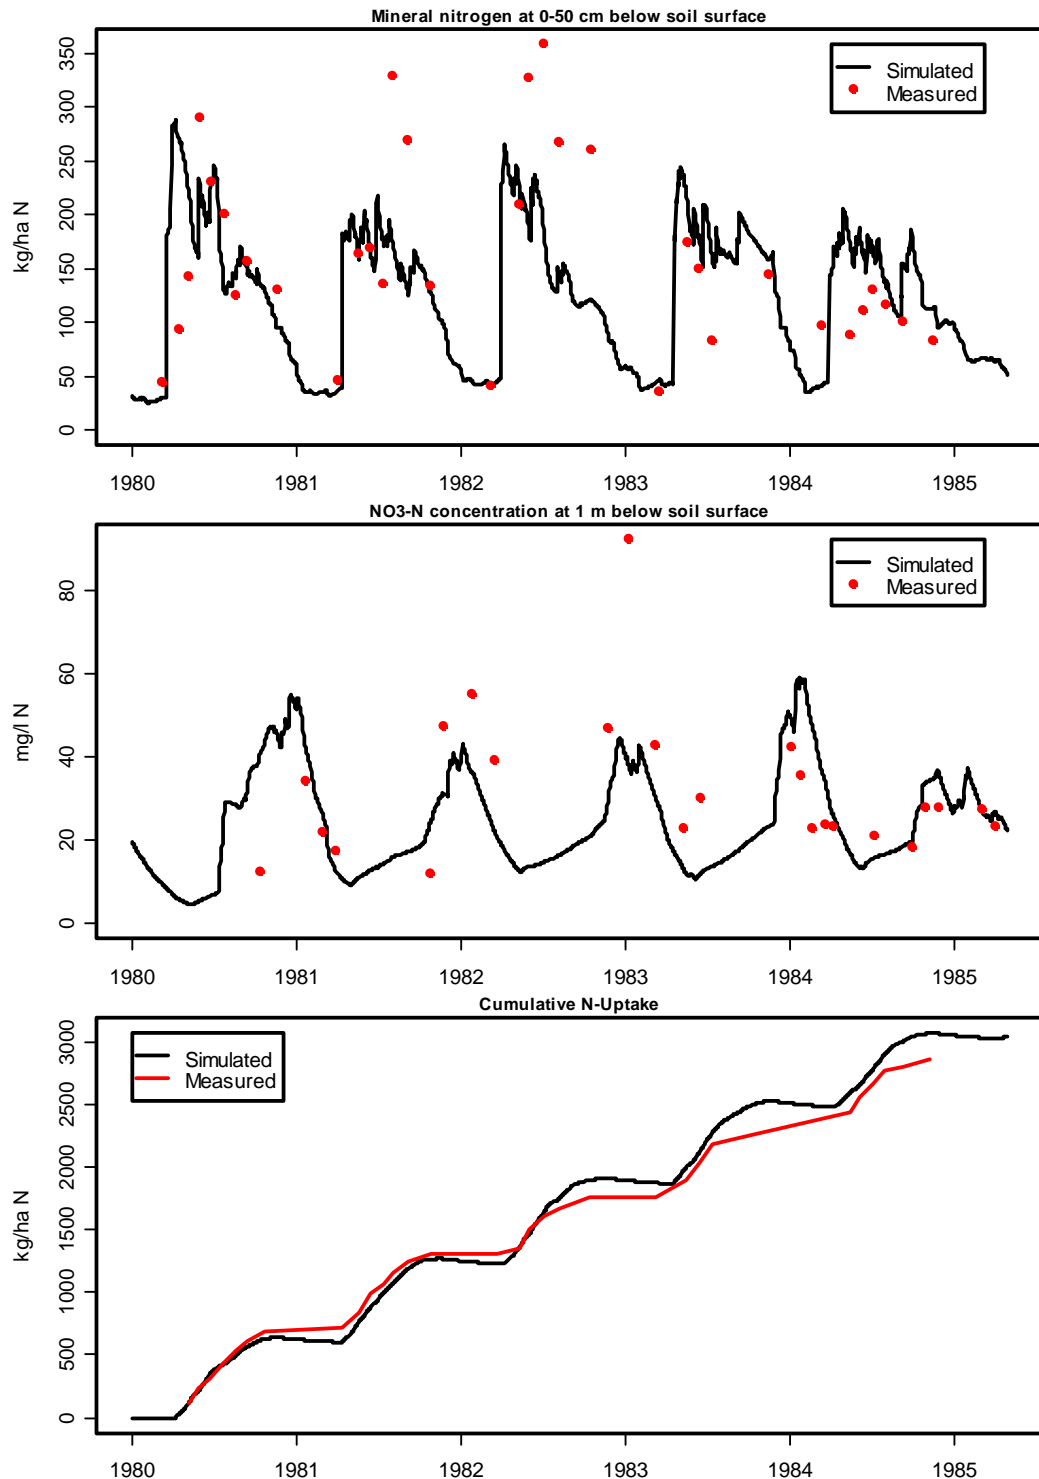 Mineral nitrogen at 0-50 cm below soil surface
350
300
250
200
150
100
50
0
kg/ha N
Simulated
Measured
1980 1981 1982 1983 1984 1985
NO3-N concentration at 1 m below soil surface
80
60
40
20
0
mg/l N
Simulated
Measured
1980 1981 1982 1983 1984 1985
Cumulative N-Uptake
3000
2500
2000
1500
1000
500
0
kg/ha N
Simulated
Measured
1980 1981 1982 1983 1984 1985